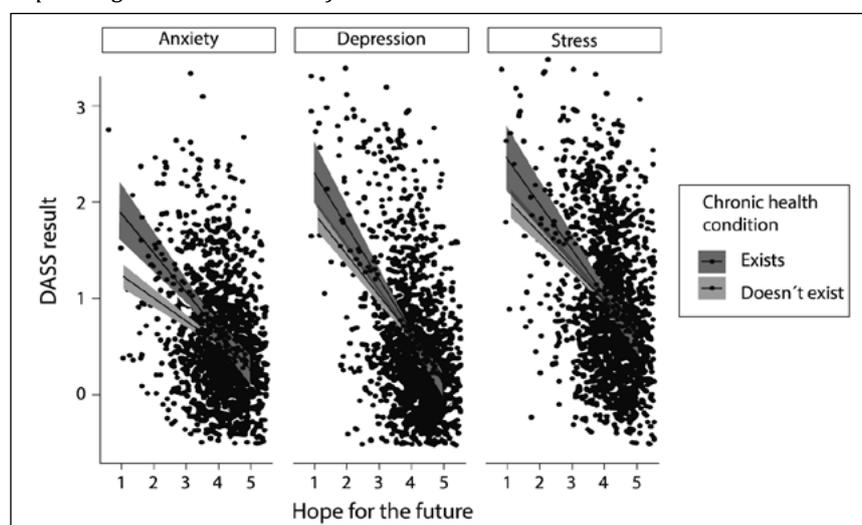 Anxiety Depression Stress
3
2
1
0
DASS result
1 2 3 4 5 1 2 3 4 5 1 2 3 4 5
Hope for the future
Chronic health
condition
Exists
Doesn´t exist